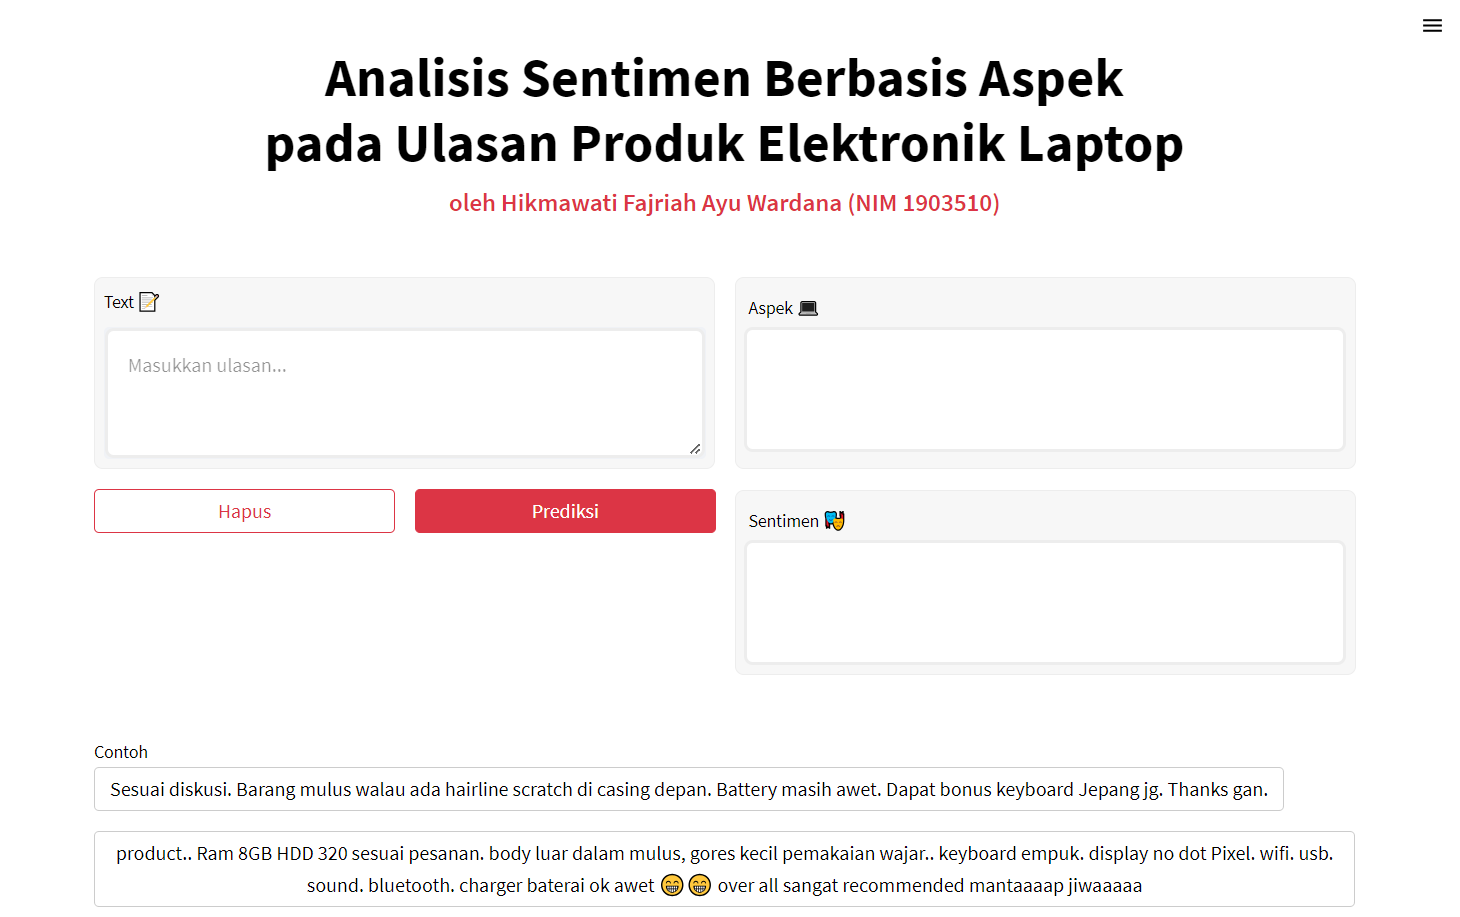 Analisis Sentimen Berbasis Aspek
pada Ulasan Produk Elektronik Laptop
oleh Hikmawati Fajriah Ayu Wardana (NIM 1903510)
Text 📝
Masukkan ulasan...
Hapus
Prediksi
Aspek 💻
Sentimen 🎭
Contoh
Sesuai diskusi. Barang mulus walau ada hairline scratch di casing depan. Battery masih awet. Dapat bonus keyboard Jepang jg. Thanks gan.
product.. Ram 8GB HDD 320 sesuai pesanan. body luar dalam mulus, gores kecil pemakaian wajar.. keyboard empuk. display no dot Pixel. wifi. usb.
sound. bluetooth. charger baterai ok awet 😁😁 over all sangat recommended mantaaaap jiwaaaaa